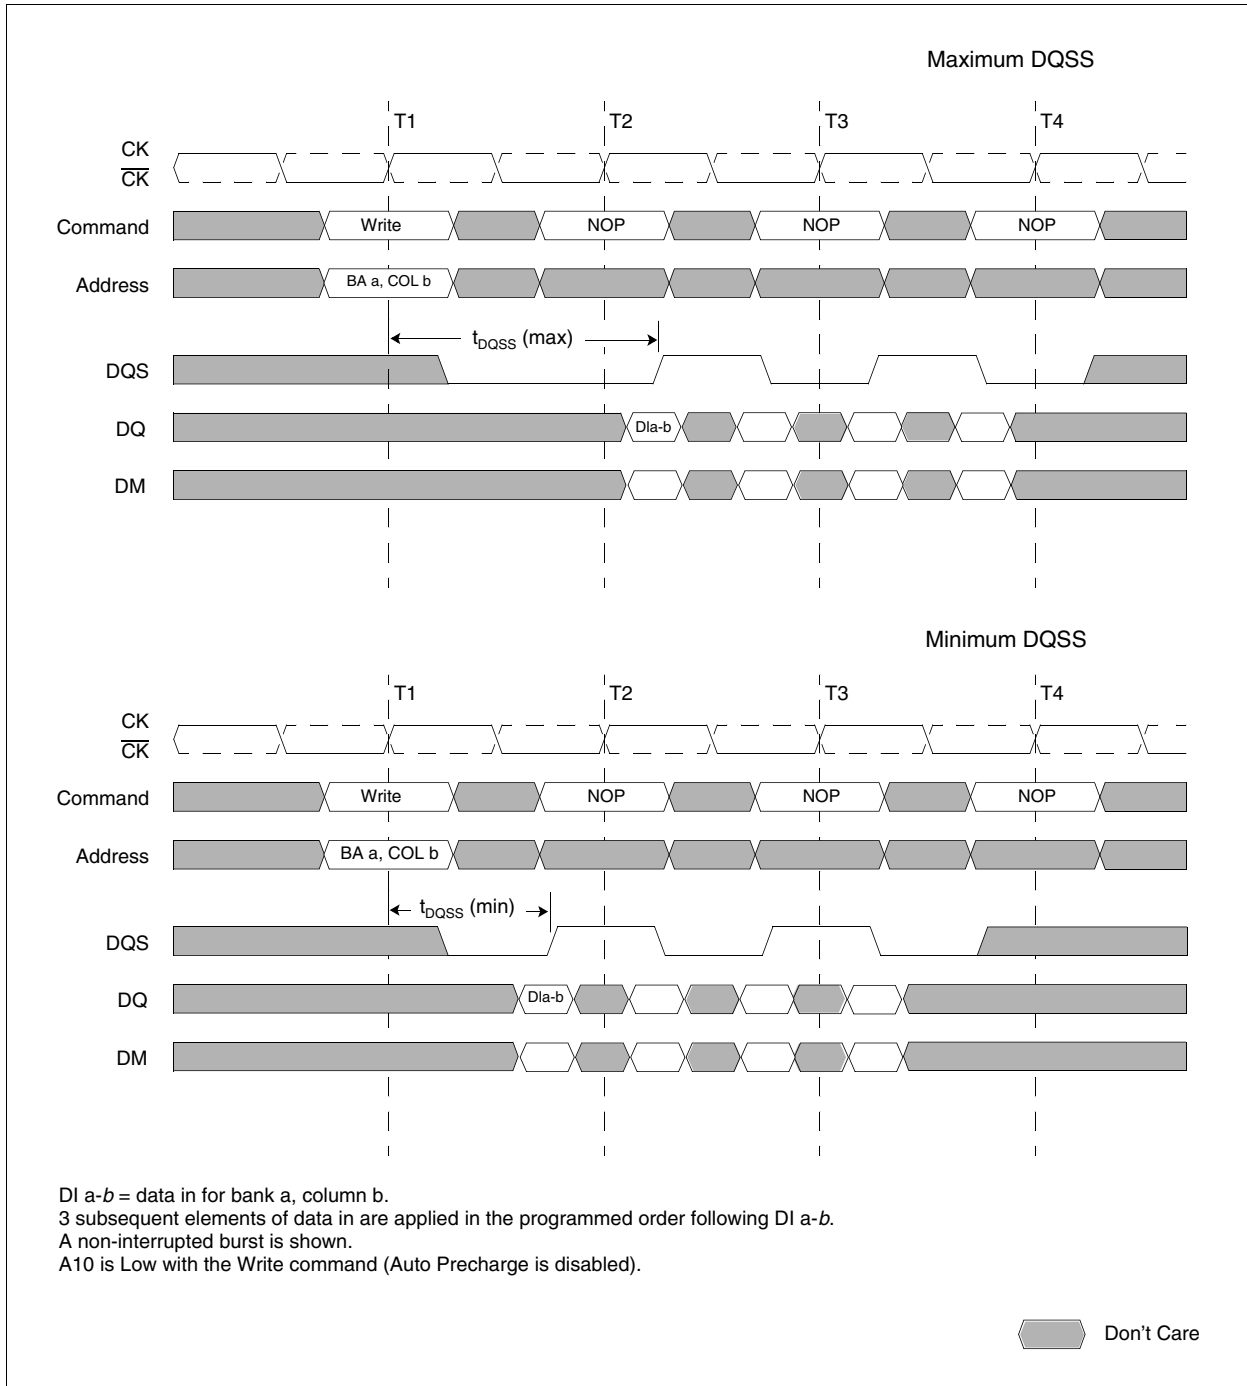 Maximum DQSS
T1 T2 T3 T4
CK
CK
Command Write NOP NOP NOP
Address BA a, COL b
tDQSS (max)
DQS
DQ DIa-b
DM
Minimum DQSS
T1 T2 T3 T4
CK
CK
Command Write NOP NOP NOP
Address BA a, COL b
tDQSS (min)
DQS
DQ DIa-b
DM
DI a-b = data in for bank a, column b.
3 subsequent elements of data in are applied in the programmed order following DI a-b.
A non-interrupted burst is shown.
A10 is Low with the Write command (Auto Precharge is disabled).
Don't Care